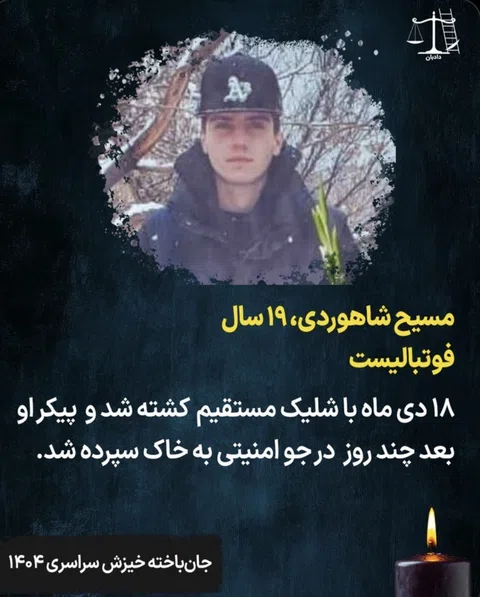 دادبان
مسیح شاهوردی، ۱۹ سال
فوتبالیست
۱۸ دی ماه با شلیک مستقیم کشته شد و پیکر او
بعد چند روز در جو امنیتی به خاک سپرده شد.
جان‌باخته خیزش سراسری ۱۴۰۴